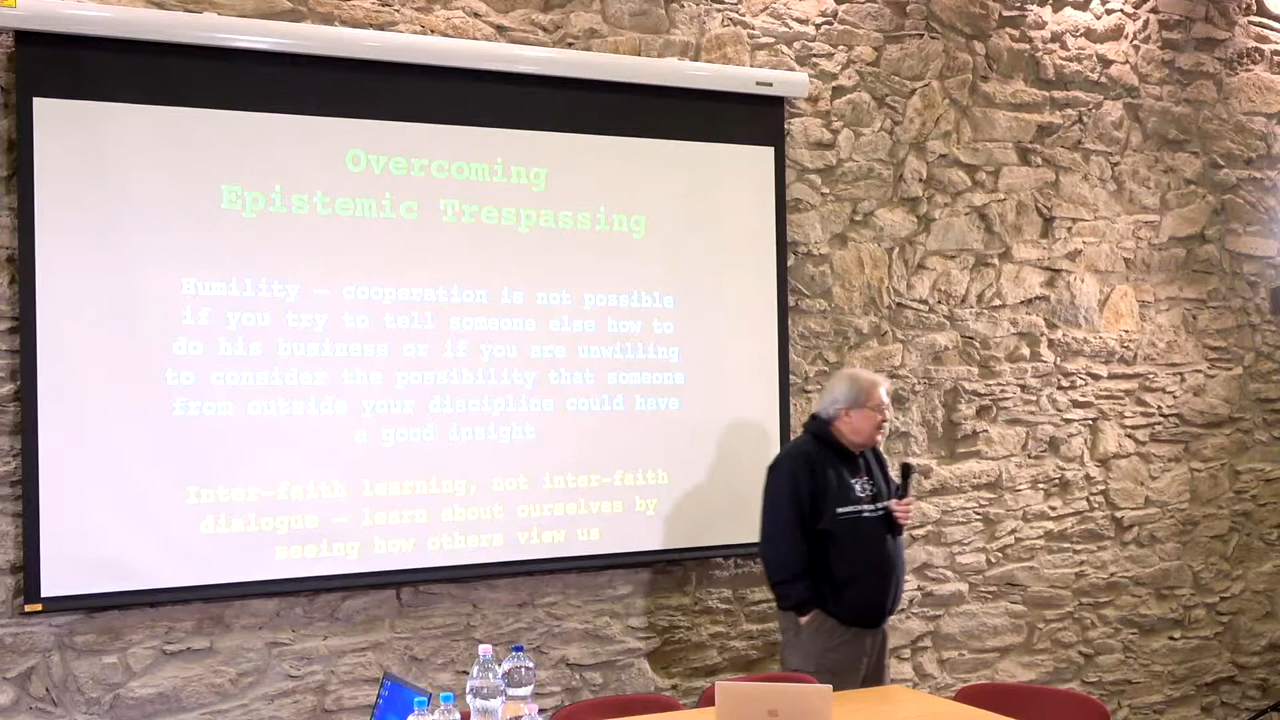 Overcoming
Epistemic Trespassing
Humility — cooperation is not possible
if you try to tell someone else how to
do his business or if you are unwilling
to consider the possibility that someone
from outside your discipline could have
a good insight
Inter-faith learning, not inter-faith
dialogue — learn about ourselves by
seeing how others view us